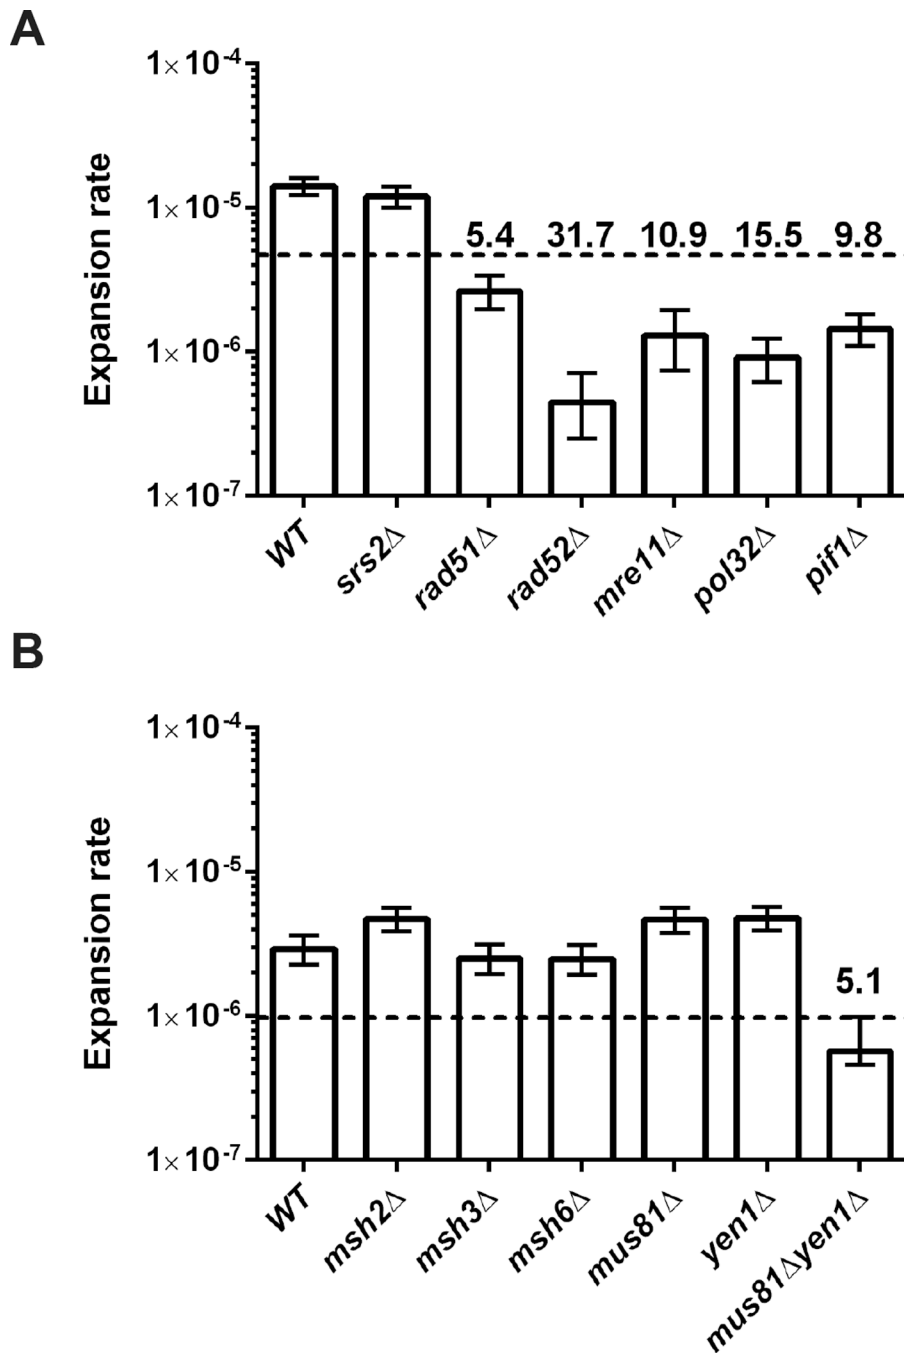 A
Expansion rate
1×10⁻⁴
1×10⁻⁵
1×10⁻⁶
1×10⁻⁷
5.4 31.7 10.9 15.5 9.8
WT srs2Δ rad51Δ rad52Δ mre11Δ pol32Δ pif1Δ
B
Expansion rate
1×10⁻⁴
1×10⁻⁵
1×10⁻⁶
1×10⁻⁷
5.1
WT msh2Δ msh3Δ msh6Δ mus81Δ yen1Δ mus81Δyen1Δ